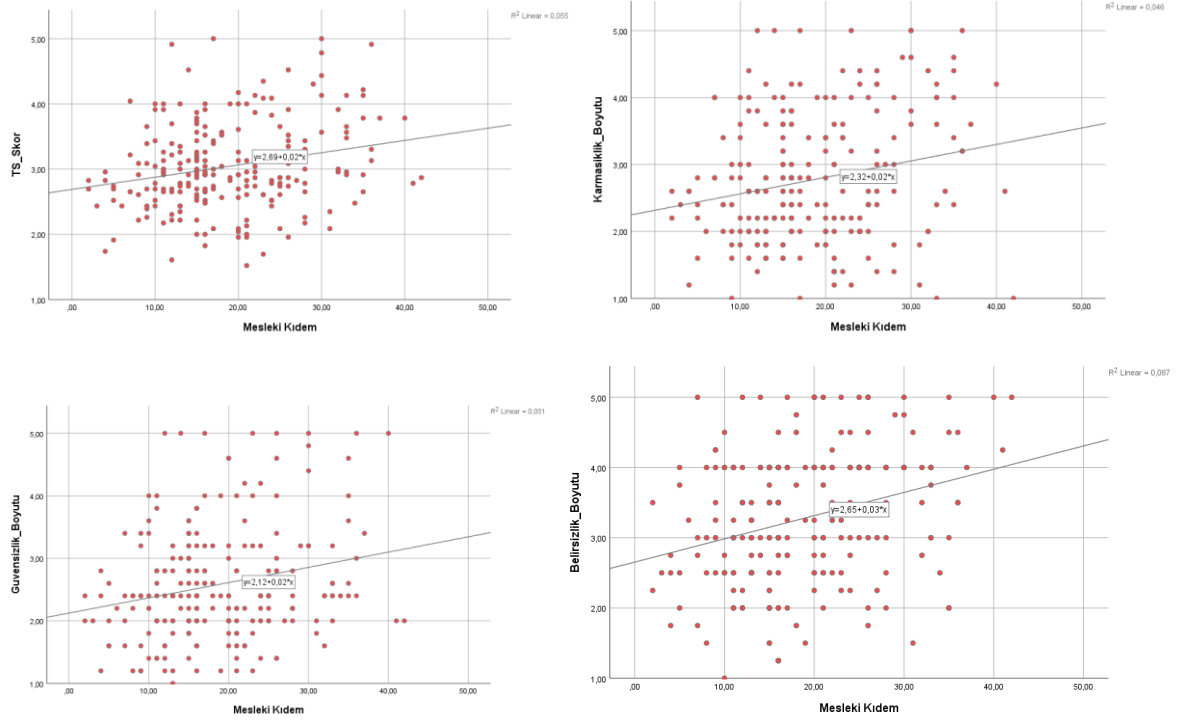 R² Linear = 0,055
5,00
4,00
3,00
2,00
1,00
TS_Skor
y=2,69+0,02*x
,00
10,00
20,00
30,00
40,00
50,00
Mesleki Kıdem
R² Linear = 0,046
5,00
4,00
3,00
2,00
1,00
Karmasiklik_Boyutu
y=2,32+0,02*x
,00
10,00
20,00
30,00
40,00
50,00
Mesleki Kıdem
R² Linear = 0,051
5,00
4,00
3,00
2,00
1,00
Guvensizlik_Boyutu
y=2,12+0,02*x
,00
10,00
20,00
30,00
40,00
50,00
Mesleki Kıdem
R² Linear = 0,087
5,00
4,00
3,00
2,00
1,00
Belirsizlik_Boyutu
y=2,65+0,03*x
,00
10,00
20,00
30,00
40,00
50,00
Mesleki Kıdem